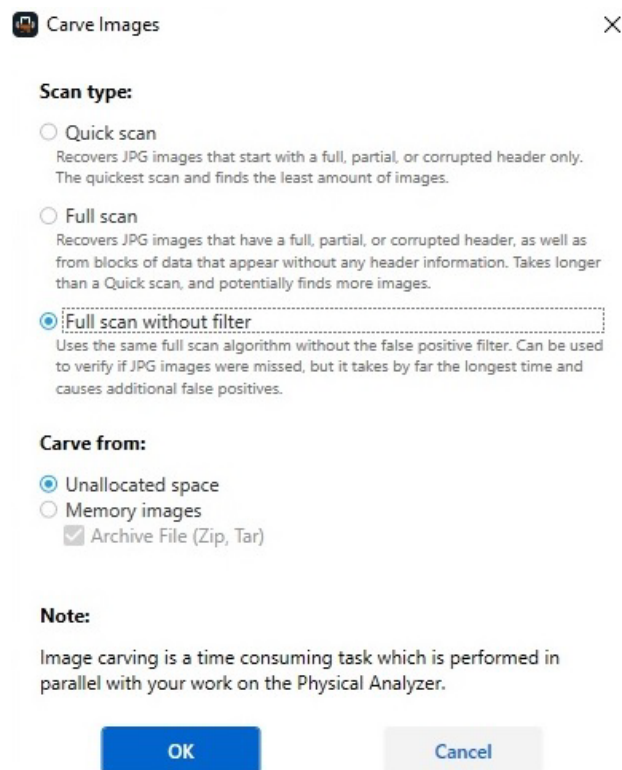 Carve Images
Scan type:
Quick scan
Recovers JPG images that start with a full, partial, or corrupted header only.
The quickest scan and finds the least amount of images.
Full scan
Recovers JPG images that have a full, partial, or corrupted header, as well as
from blocks of data that appear without any header information. Takes longer
than a Quick scan, and potentially finds more images.
Full scan without filter
Uses the same full scan algorithm without the false positive filter. Can be used
to verify if JPG images were missed, but it takes by far the longest time and
causes additional false positives.
Carve from:
Unallocated space
Memory images
Archive File (Zip, Tar)
Note:
Image carving is a time consuming task which is performed in
parallel with your work on the Physical Analyzer.
OK
Cancel